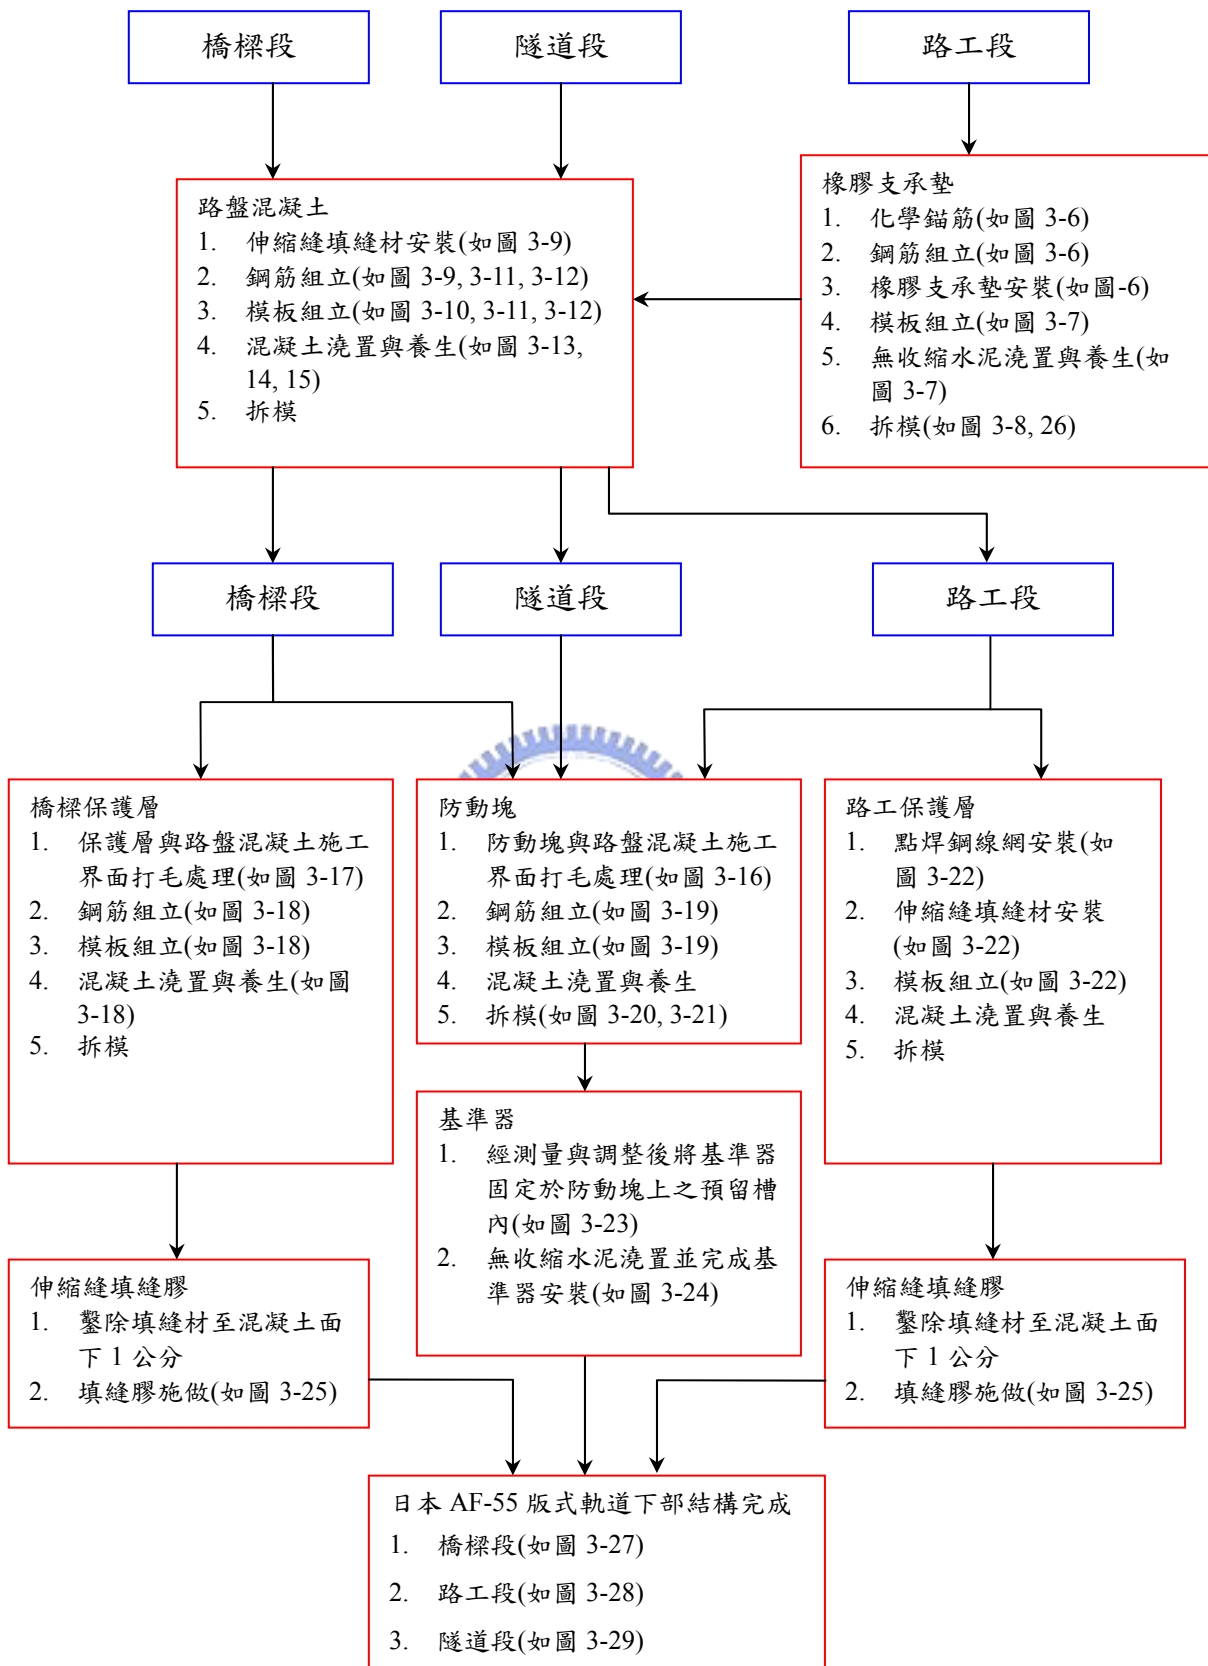 橋樑段
隧道段
路工段
路盤混凝土
1. 伸縮縫填縫材安裝(如圖 3-9)
2. 鋼筋組立(如圖 3-9, 3-11, 3-12)
3. 模板組立(如圖 3-10, 3-11, 3-12)
4. 混凝土澆置與養生(如圖 3-13,
14, 15)
5. 拆模
橡膠支承墊
1. 化學錨筋(如圖 3-6)
2. 鋼筋組立(如圖 3-6)
3. 橡膠支承墊安裝(如圖-6)
4. 模板組立(如圖 3-7)
5. 無收縮水泥澆置與養生(如
圖 3-7)
6. 拆模(如圖 3-8, 26)
橋樑段
隧道段
路工段
橋樑保護層
1. 保護層與路盤混凝土施工
界面打毛處理(如圖 3-17)
2. 鋼筋組立(如圖 3-18)
3. 模板組立(如圖 3-18)
4. 混凝土澆置與養生(如圖
3-18)
5. 拆模
防動塊
1. 防動塊與路盤混凝土施工
界面打毛處理(如圖 3-16)
2. 鋼筋組立(如圖 3-19)
3. 模板組立(如圖 3-19)
4. 混凝土澆置與養生
5. 拆模(如圖 3-20, 3-21)
路工保護層
1. 點焊鋼線網安裝(如
圖 3-22)
2. 伸縮縫填縫材安裝
(如圖 3-22)
3. 模板組立(如圖 3-22)
4. 混凝土澆置與養生
5. 拆模
基準器
1. 經測量與調整後將基準器
固定於防動塊上之預留槽
內(如圖 3-23)
2. 無收縮水泥澆置並完成基
準器安裝(如圖 3-24)
伸縮縫填縫膠
1. 鑿除填縫材至混凝土面
下 1 公分
2. 填縫膠施做(如圖 3-25)
伸縮縫填縫膠
1. 鑿除填縫材至混凝土面
下 1 公分
2. 填縫膠施做(如圖 3-25)
日本 AF-55 版式軌道下部結構完成
1. 橋樑段(如圖 3-27)
2. 路工段(如圖 3-28)
3. 隧道段(如圖 3-29)